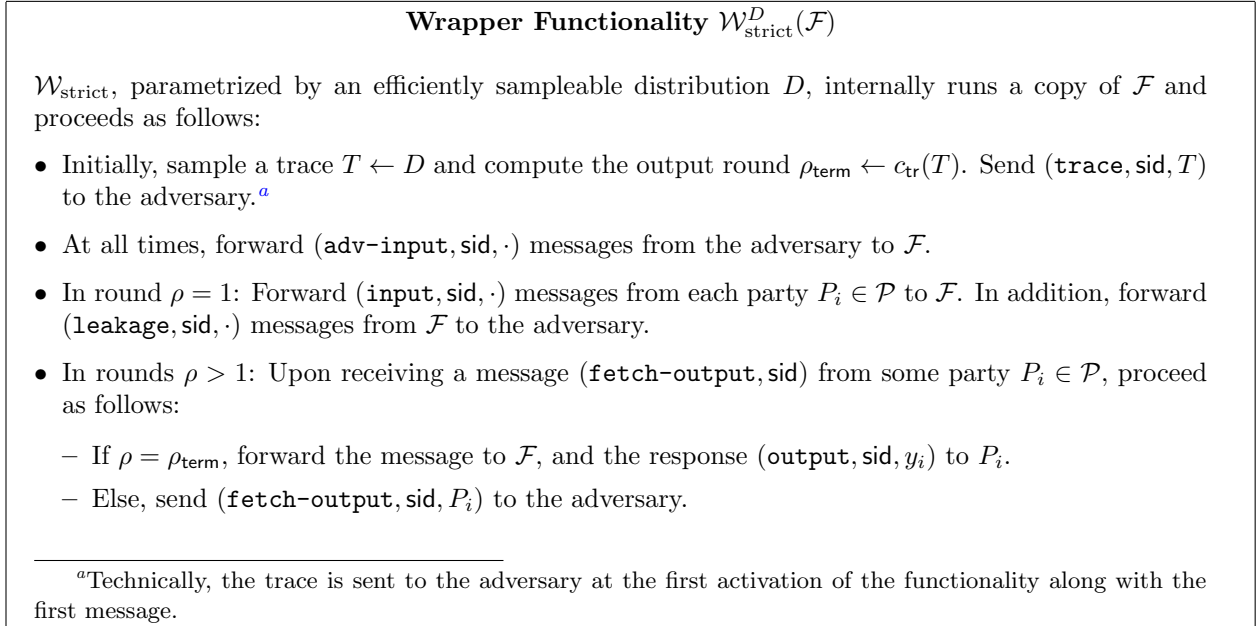 Wrapper Functionality 𝒲ᴰ_strict(ℱ)
𝒲_strict, parametrized by an efficiently sampleable distribution D, internally runs a copy of ℱ and
proceeds as follows:
• Initially, sample a trace T ← D and compute the output round ρ_term ← c_tr(T). Send (trace, sid, T)
to the adversary.ᵃ
• At all times, forward (adv-input, sid, ·) messages from the adversary to ℱ.
• In round ρ = 1: Forward (input, sid, ·) messages from each party P_i ∈ 𝒫 to ℱ. In addition, forward
(leakage, sid, ·) messages from ℱ to the adversary.
• In rounds ρ > 1: Upon receiving a message (fetch-output, sid) from some party P_i ∈ 𝒫, proceed
as follows:
– If ρ = ρ_term, forward the message to ℱ, and the response (output, sid, y_i) to P_i.
– Else, send (fetch-output, sid, P_i) to the adversary.
ᵃTechnically, the trace is sent to the adversary at the first activation of the functionality along with the
first message.